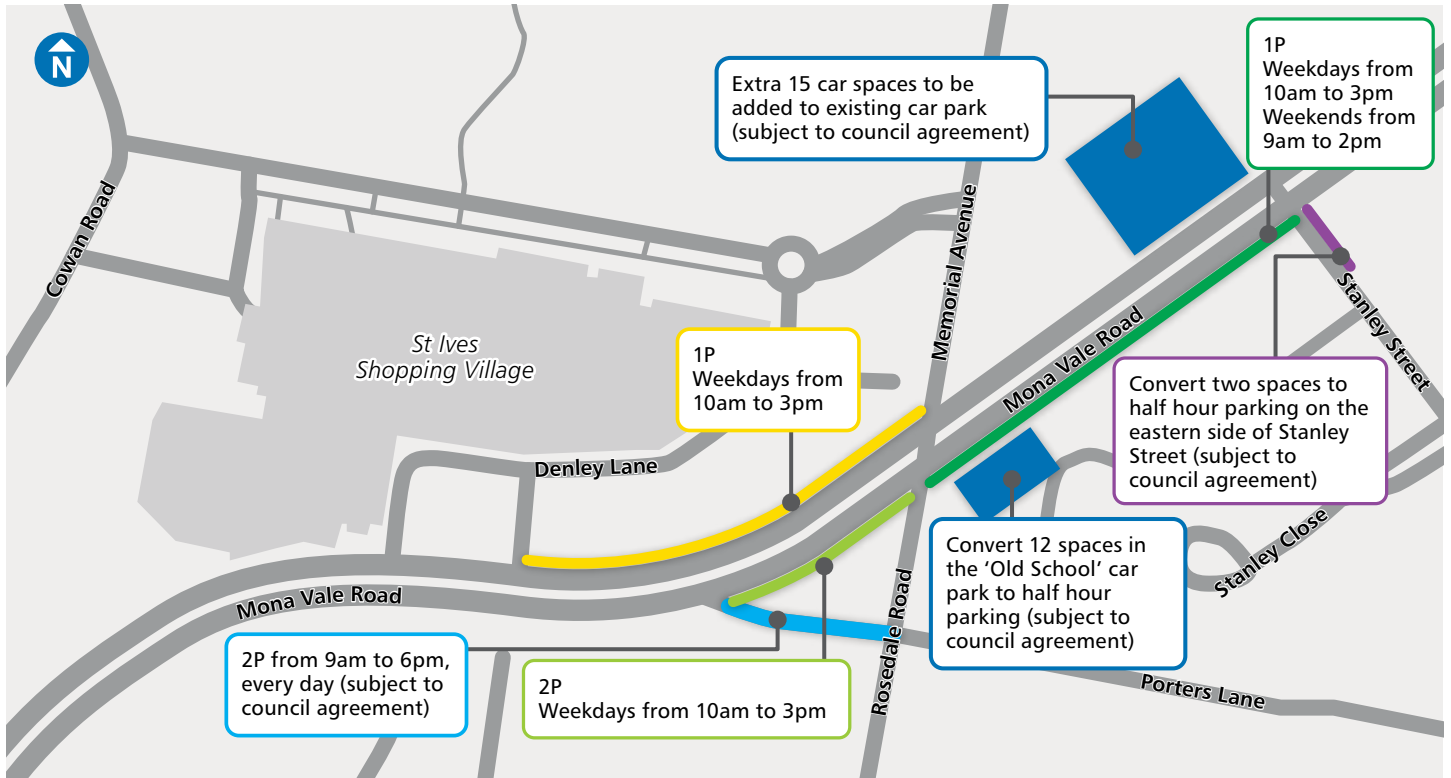 N
Extra 15 car spaces to be
added to existing car park
(subject to council agreement)
1P
Weekdays from
10am to 3pm
Weekends from
9am to 2pm
Cowan Road
Memorial Avenue
St Ives
Shopping Village
1P
Weekdays from
10am to 3pm
Mona Vale Road
Stanley Street
Convert two spaces to
half hour parking on the
eastern side of Stanley
Street (subject to
council agreement)
Denley Lane
Convert 12 spaces in
the ‘Old School’ car
park to half hour
parking (subject to
council agreement)
Stanley Close
Mona Vale Road
Rosedale Road
2P from 9am to 6pm,
every day (subject to
council agreement)
2P
Weekdays from 10am to 3pm
Porters Lane